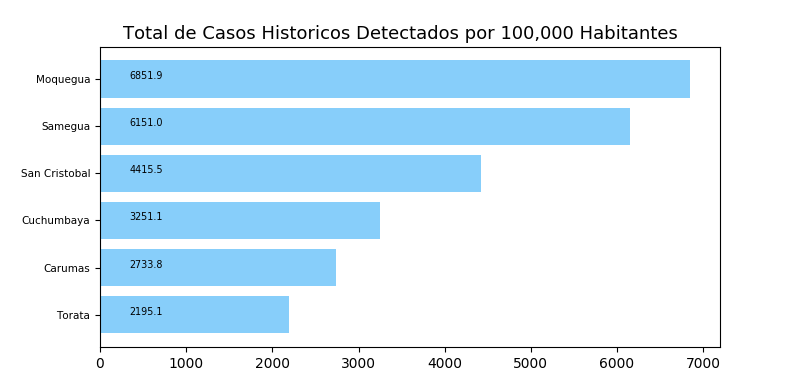 Total de Casos Historicos Detectados por 100,000 Habitantes
Moquegua 6851.9
Samegua 6151.0
San Cristobal 4415.5
Cuchumbaya 3251.1
Carumas 2733.8
Torata 2195.1
0 1000 2000 3000 4000 5000 6000 7000